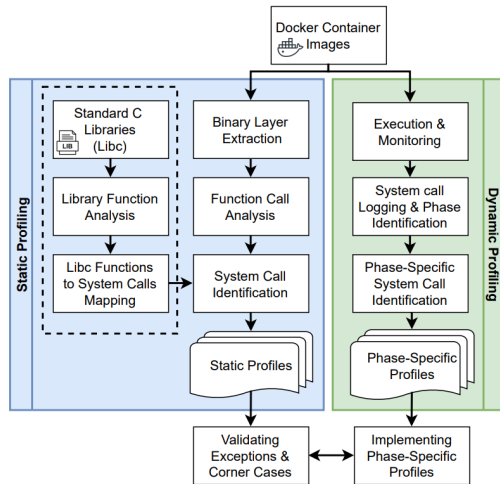 Docker Container
Images
Static Profiling
Standard C
Libraries
(Libc)
LIB
Library Function
Analysis
Libc Functions
to System Calls
Mapping
Binary Layer
Extraction
Function Call
Analysis
System Call
Identification
Static Profiles
Execution &
Monitoring
System call
Logging & Phase
Identification
Phase-Specific
System Call
Identification
Phase-Specific
Profiles
Dynamic Profiling
Validating
Exceptions &
Corner Cases
Implementing
Phase-Specific
Profiles